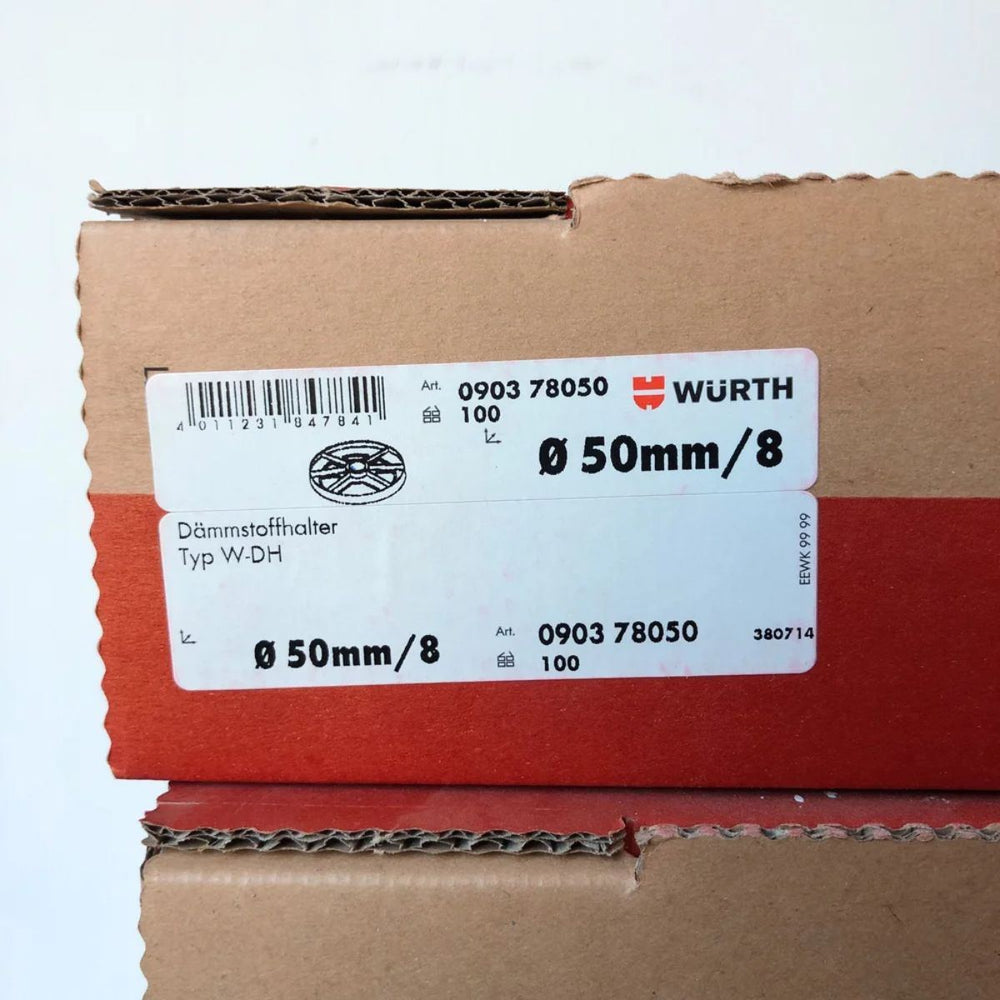 4 011231 847841
Art. 0903 78050
100
WÜRTH
Ø 50mm/8
Dämmstoffhalter
Typ W-DH
EEWK 99 99
Ø 50mm/8
Art. 0903 78050
100
380714